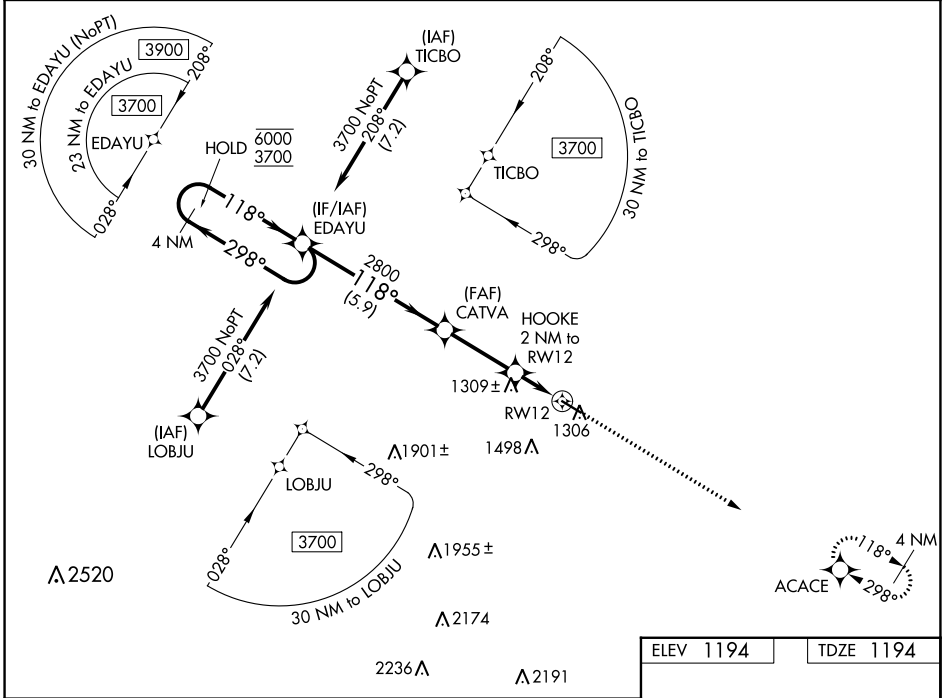 30 NM to EDAYU (NoPT)
3900
208°
23 NM to EDAYU
3700
EDAYU
028°
HOLD
6000
3700
(IAF)
TICBO
3700 NoPT
208°
(7.2)
208°
3700
TICBO
30 NM to TICBO
298°
118°
298°
4 NM
(IF/IAF)
EDAYU
2800
118°
(5.9)
(FAF)
CATVA
HOOKE
2 NM to
RW12
1309±
RW12
1306
3700 NoPT
028°
(7.2)
(IAF)
LOBJU
1901±
1498
298°
LOBJU
3700
028°
30 NM to LOBJU
1955±
2520
2174
2236
2191
118°
4 NM
298°
ACACE
ELEV 1194
TDZE 1194